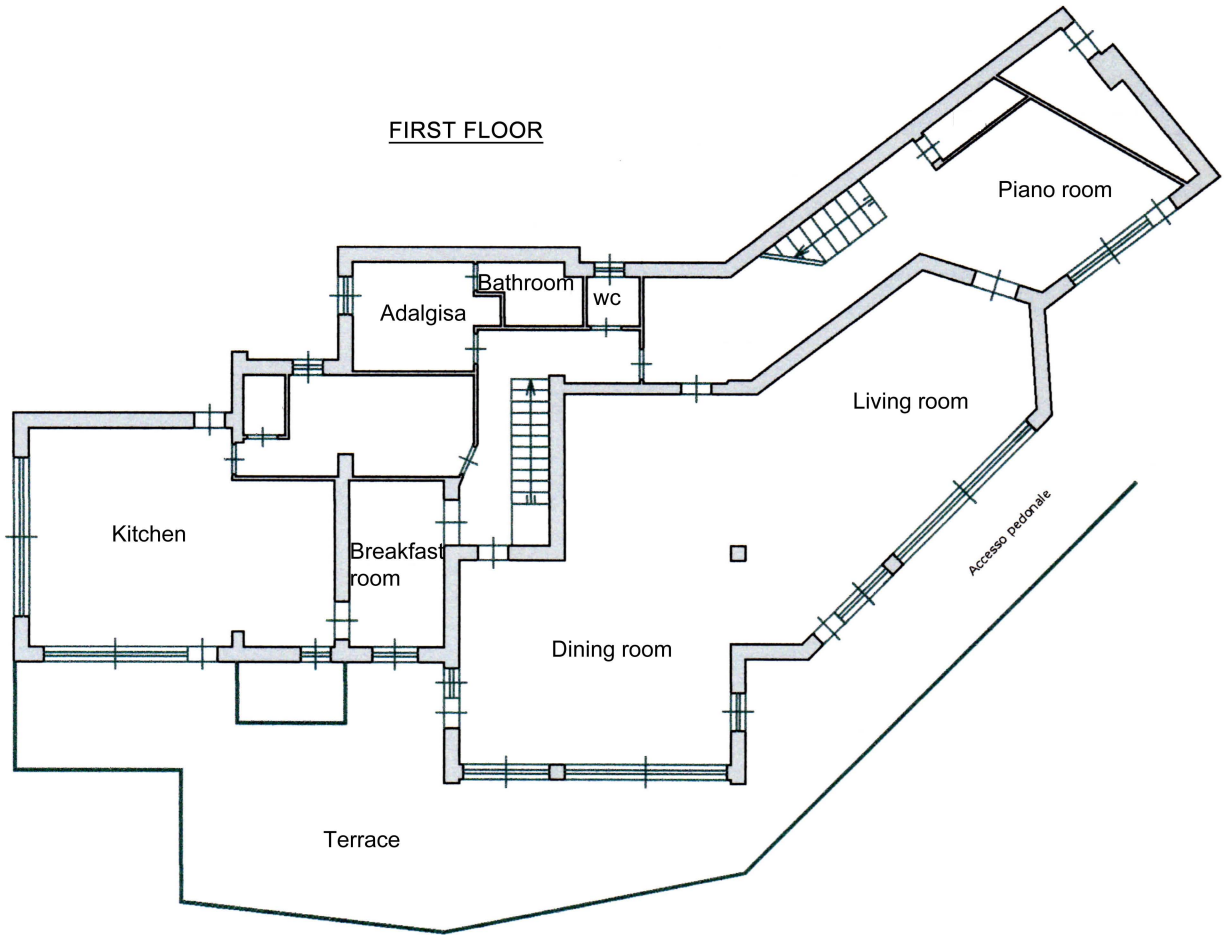 FIRST FLOOR
Piano room
Bathroom
wc
Adalgisa
Living room
Kitchen
Breakfast
room
Accesso pedonale
Dining room
Terrace